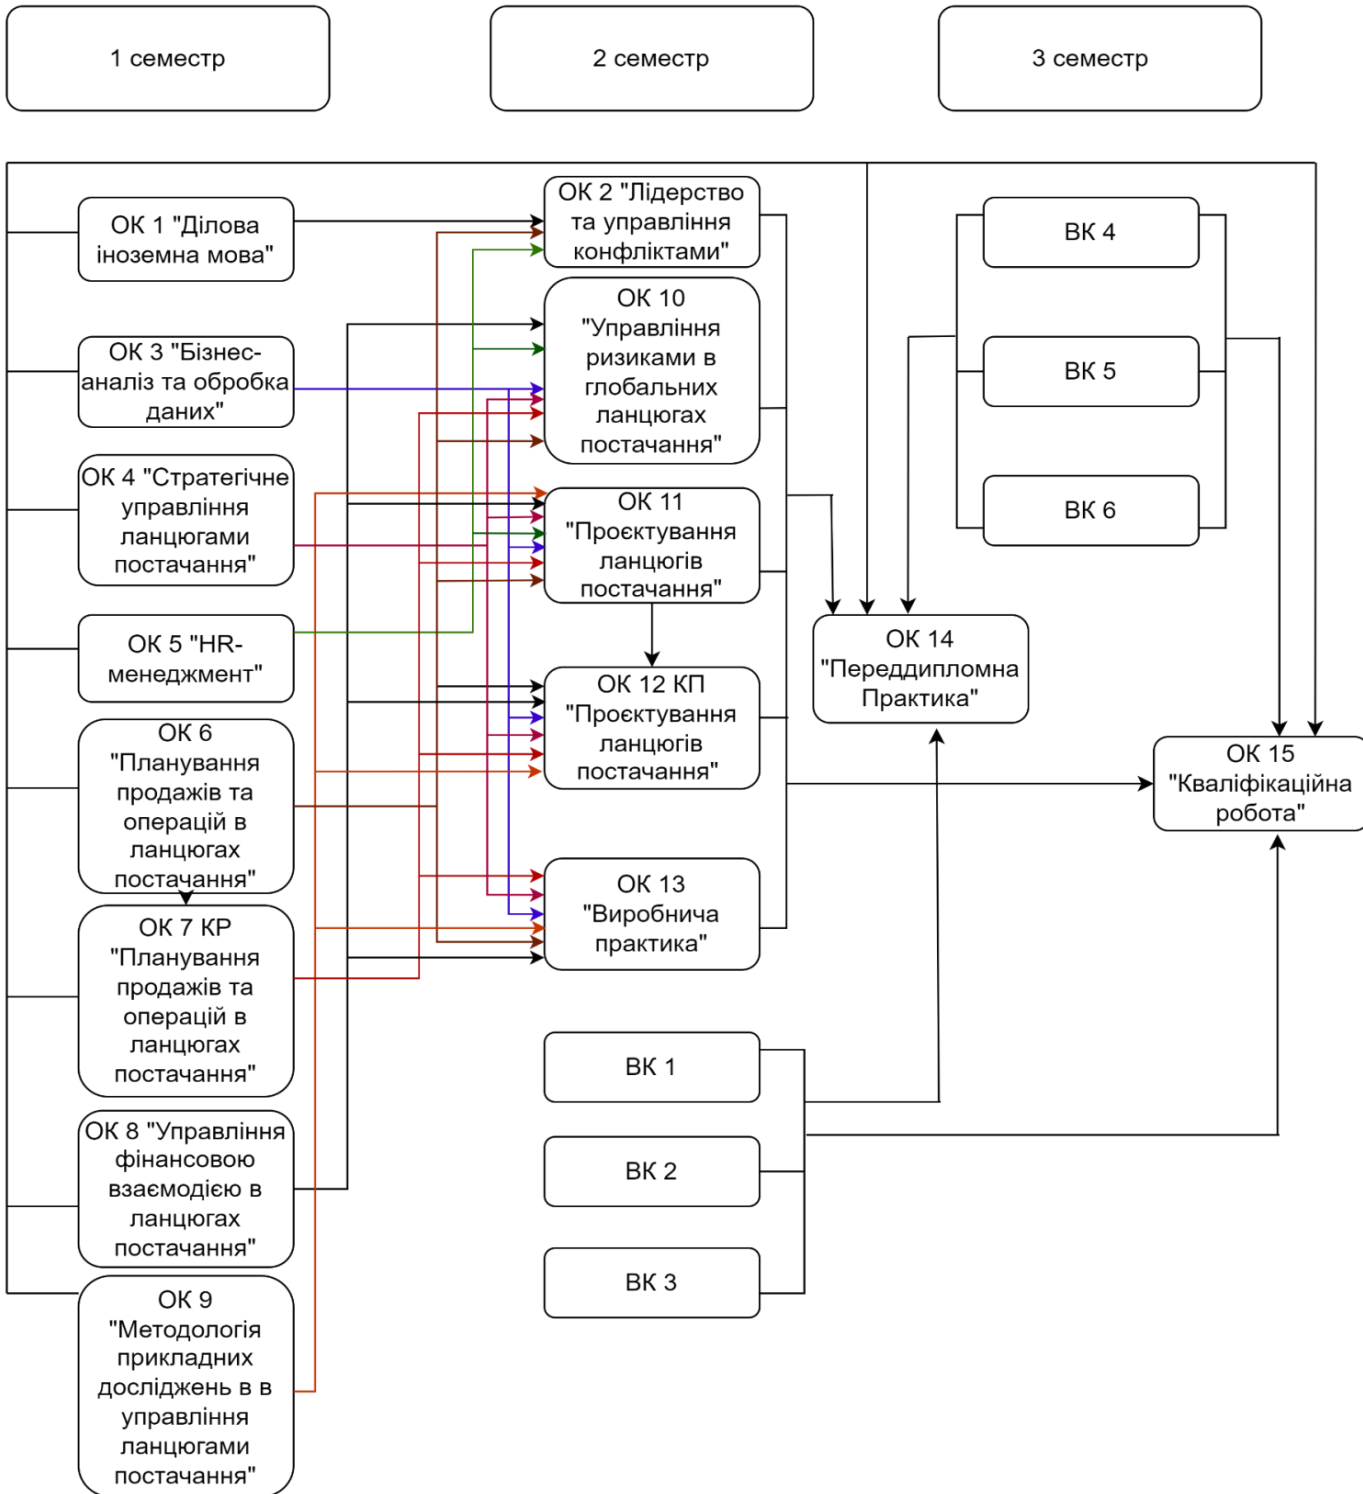 1 семестр
2 семестр
3 семестр
ОК 1 "Ділова
іноземна мова"
ОК 3 "Бізнес-
аналіз та обробка
даних"
ОК 4 "Стратегічне
управління
ланцюгами
постачання"
ОК 5 "HR-
менеджмент"
ОК 6
"Планування
продажів та
операцій в
ланцюгах
постачання"
ОК 7 КР
"Планування
продажів та
операцій в
ланцюгах
постачання"
ОК 8 "Управління
фінансовою
взаємодією в
ланцюгах
постачання"
ОК 9
"Методологія
прикладних
досліджень в в
управління
ланцюгами
постачання"
ОК 2 "Лідерство
та управління
конфліктами"
ОК 10
"Управління
ризиками в
глобальних
ланцюгах
постачання"
ОК 11
"Проєктування
ланцюгів
постачання"
ОК 12 КП
"Проєктування
ланцюгів
постачання"
ОК 13
"Виробнича
практика"
ВК 1
ВК 2
ВК 3
ВК 4
ВК 5
ВК 6
ОК 14
"Переддипломна
Практика"
ОК 15
"Кваліфікаційна
робота"